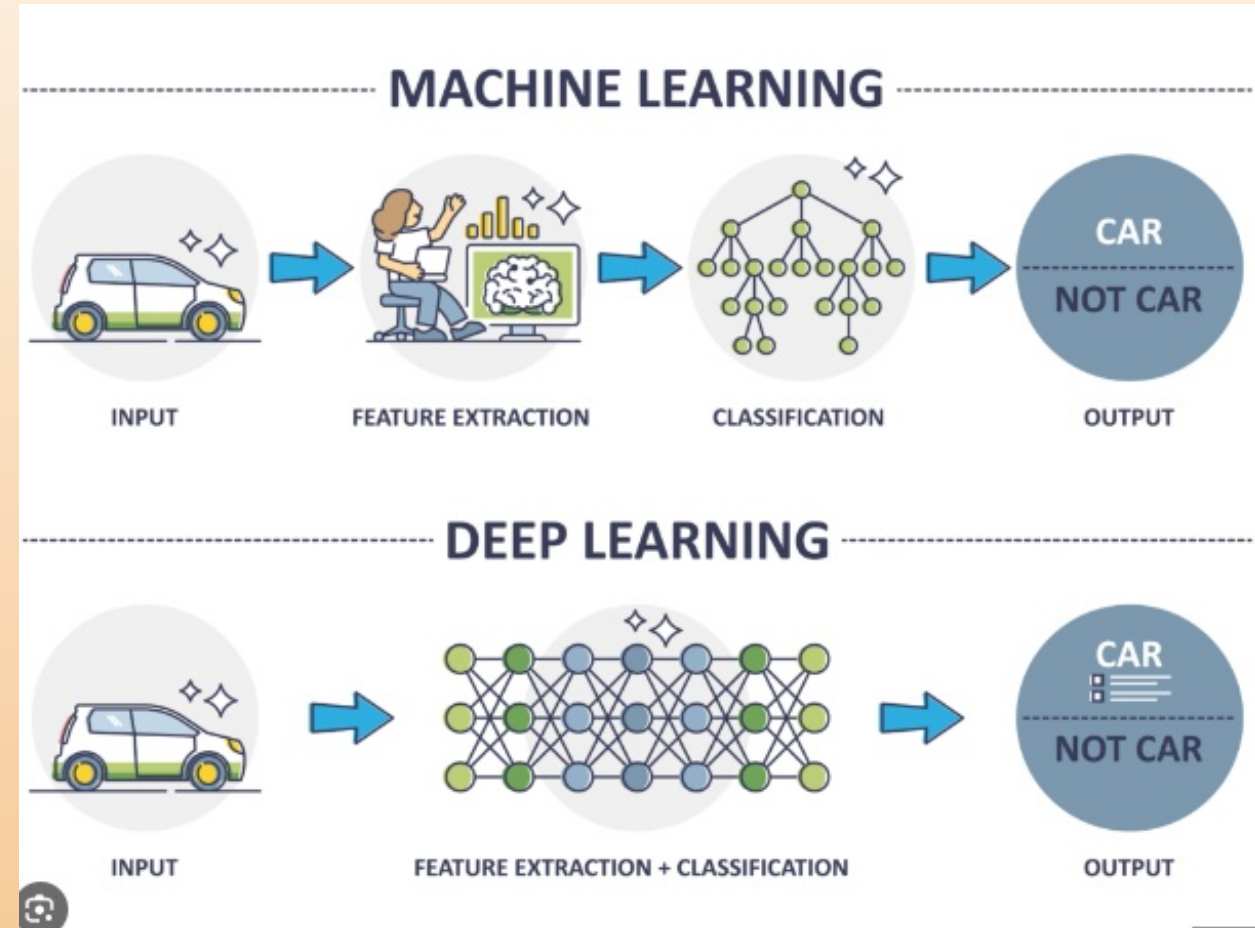 MACHINE LEARNING
INPUT
FEATURE EXTRACTION
CLASSIFICATION
CAR
NOT CAR
OUTPUT
DEEP LEARNING
INPUT
FEATURE EXTRACTION + CLASSIFICATION
CAR
NOT CAR
OUTPUT